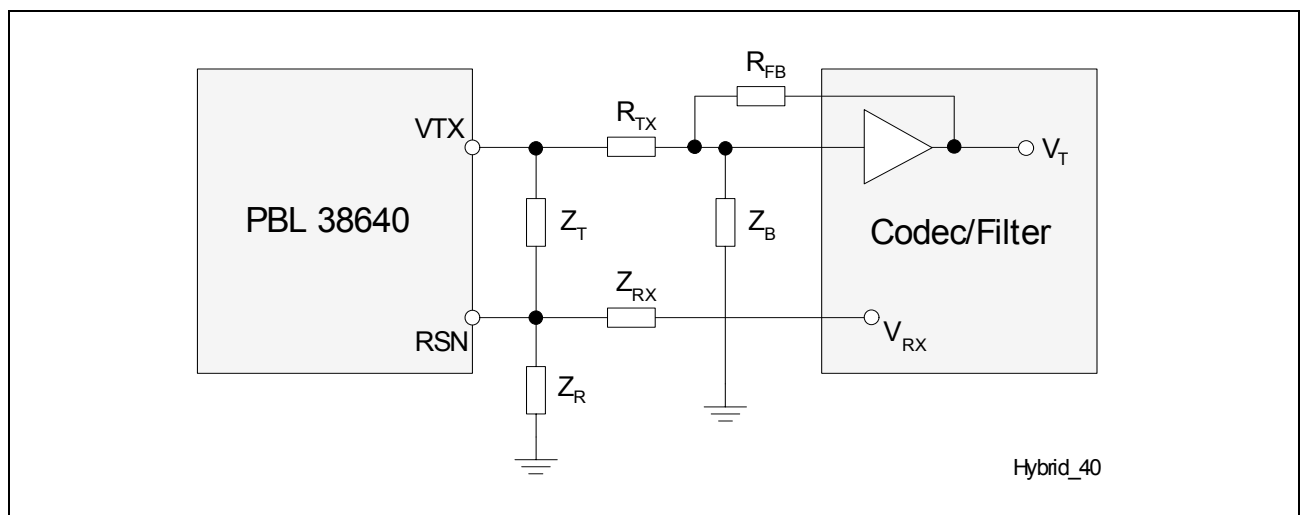 R_FB
R_TX
VTX
V_T
PBL 38640
Z_T
Z_B
Codec/Filter
Z_RX
RSN
V_RX
Z_R
Hybrid_40